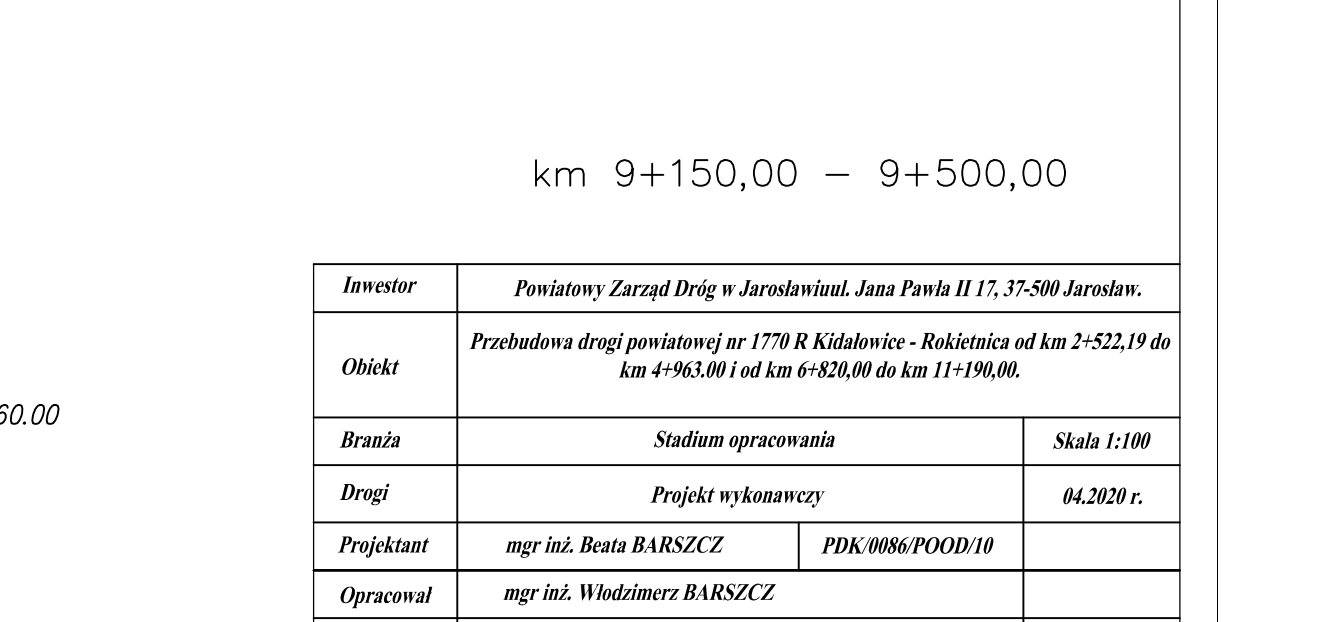 km 9+150,00 – 9+500,00
Inwestor Powiatowy Zarząd Dróg w Jarosławiuul. Jana Pawła II 17, 37-500 Jarosław.
Obiekt Przebudowa drogi powiatowej nr 1770 R Kidałowice - Rokietnica od km 2+522,19 do
km 4+963.00 i od km 6+820,00 do km 11+190,00.
60.00
Branża Stadium opracowania Skala 1:100
Drogi Projekt wykonawczy 04.2020 r.
Projektant mgr inż. Beata BARSZCZ PDK/0086/POOD/10
Opracował mgr inż. Włodzimierz BARSZCZ